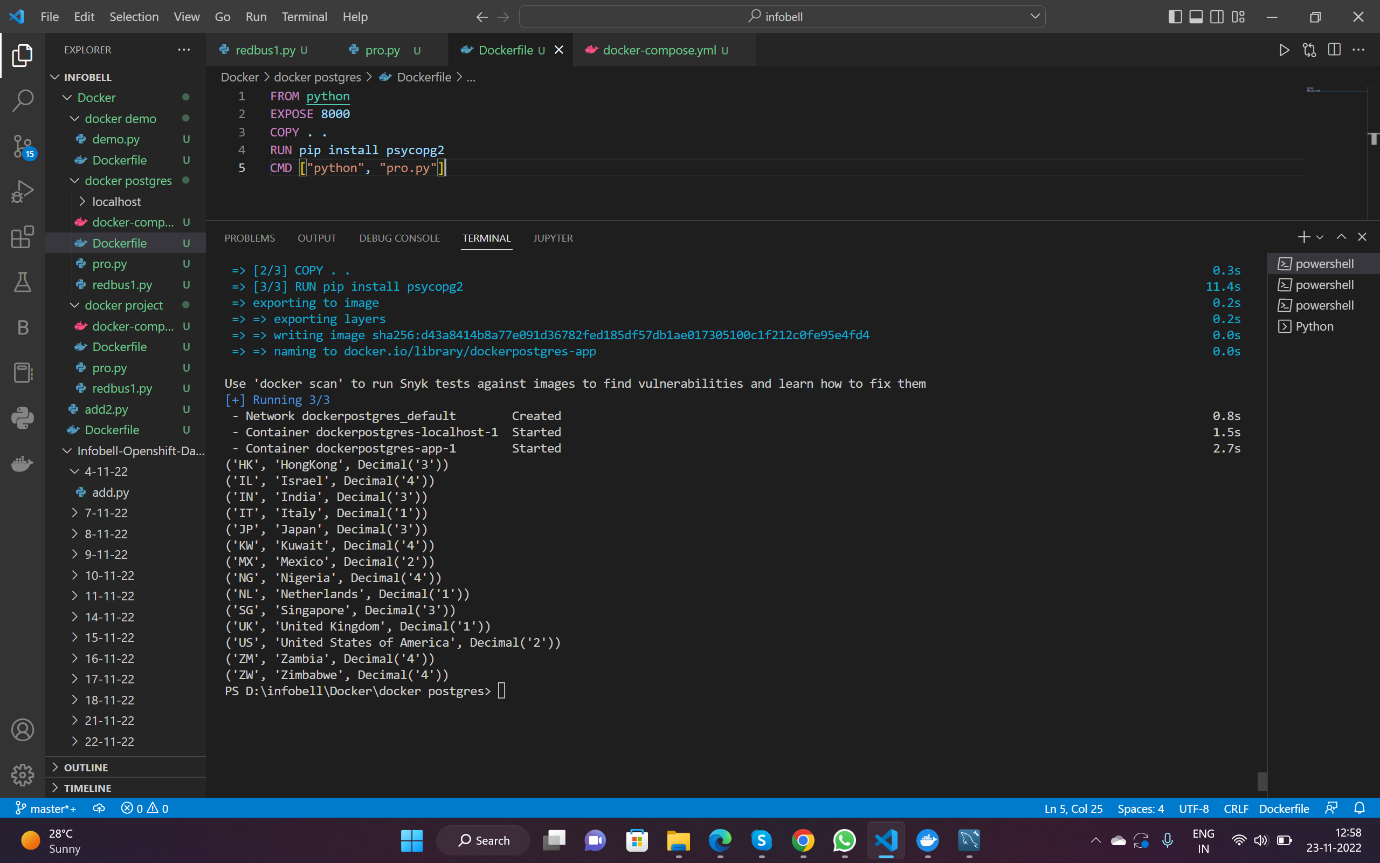 File Edit Selection View Go Run Terminal Help
infobell
EXPLORER
INFOBELL
Docker
docker demo
demo.py U
Dockerfile U
docker postgres
localhost
docker-comp... U
Dockerfile U
pro.py U
redbus1.py U
docker project
docker-comp... U
Dockerfile U
pro.py U
redbus1.py U
add2.py U
Dockerfile U
Infobell-Openshift-Da...
4-11-22
add.py
7-11-22
8-11-22
9-11-22
10-11-22
11-11-22
14-11-22
15-11-22
16-11-22
17-11-22
18-11-22
21-11-22
22-11-22
OUTLINE
TIMELINE
15
B
redbus1.py U
pro.py U
Dockerfile U
docker-compose.yml U
Docker > docker postgres > Dockerfile > ...
1 FROM python
2 EXPOSE 8000
3 COPY . .
4 RUN pip install psycopg2
5 CMD ["python", "pro.py"]
PROBLEMS OUTPUT DEBUG CONSOLE TERMINAL JUPYTER
=> [2/3] COPY . . 0.3s
=> [3/3] RUN pip install psycopg2 11.4s
=> exporting to image 0.2s
=> => exporting layers 0.2s
=> => writing image sha256:d43a8414b8a77e091d36782fed185df57db1ae017305100c1f212c0fe95e4fd4 0.0s
=> => naming to docker.io/library/dockerpostgres-app 0.0s
Use 'docker scan' to run Snyk tests against images to find vulnerabilities and learn how to fix them
[+] Running 3/3
- Network dockerpostgres_default Created 0.8s
- Container dockerpostgres-localhost-1 Started 1.5s
- Container dockerpostgres-app-1 Started 2.7s
('HK', 'HongKong', Decimal('3'))
('IL', 'Israel', Decimal('4'))
('IN', 'India', Decimal('3'))
('IT', 'Italy', Decimal('1'))
('JP', 'Japan', Decimal('3'))
('KW', 'Kuwait', Decimal('4'))
('MX', 'Mexico', Decimal('2'))
('NG', 'Nigeria', Decimal('4'))
('NL', 'Netherlands', Decimal('1'))
('SG', 'Singapore', Decimal('3'))
('UK', 'United Kingdom', Decimal('1'))
('US', 'United States of America', Decimal('2'))
('ZM', 'Zambia', Decimal('4'))
('ZW', 'Zimbabwe', Decimal('4'))
PS D:\infobell\Docker\docker postgres>
powershell
powershell
powershell
Python
master*+ 0 0 Ln 5, Col 25 Spaces: 4 UTF-8 CRLF Dockerfile
28°C
Sunny
Search
ENG
IN
12:58
23-11-2022